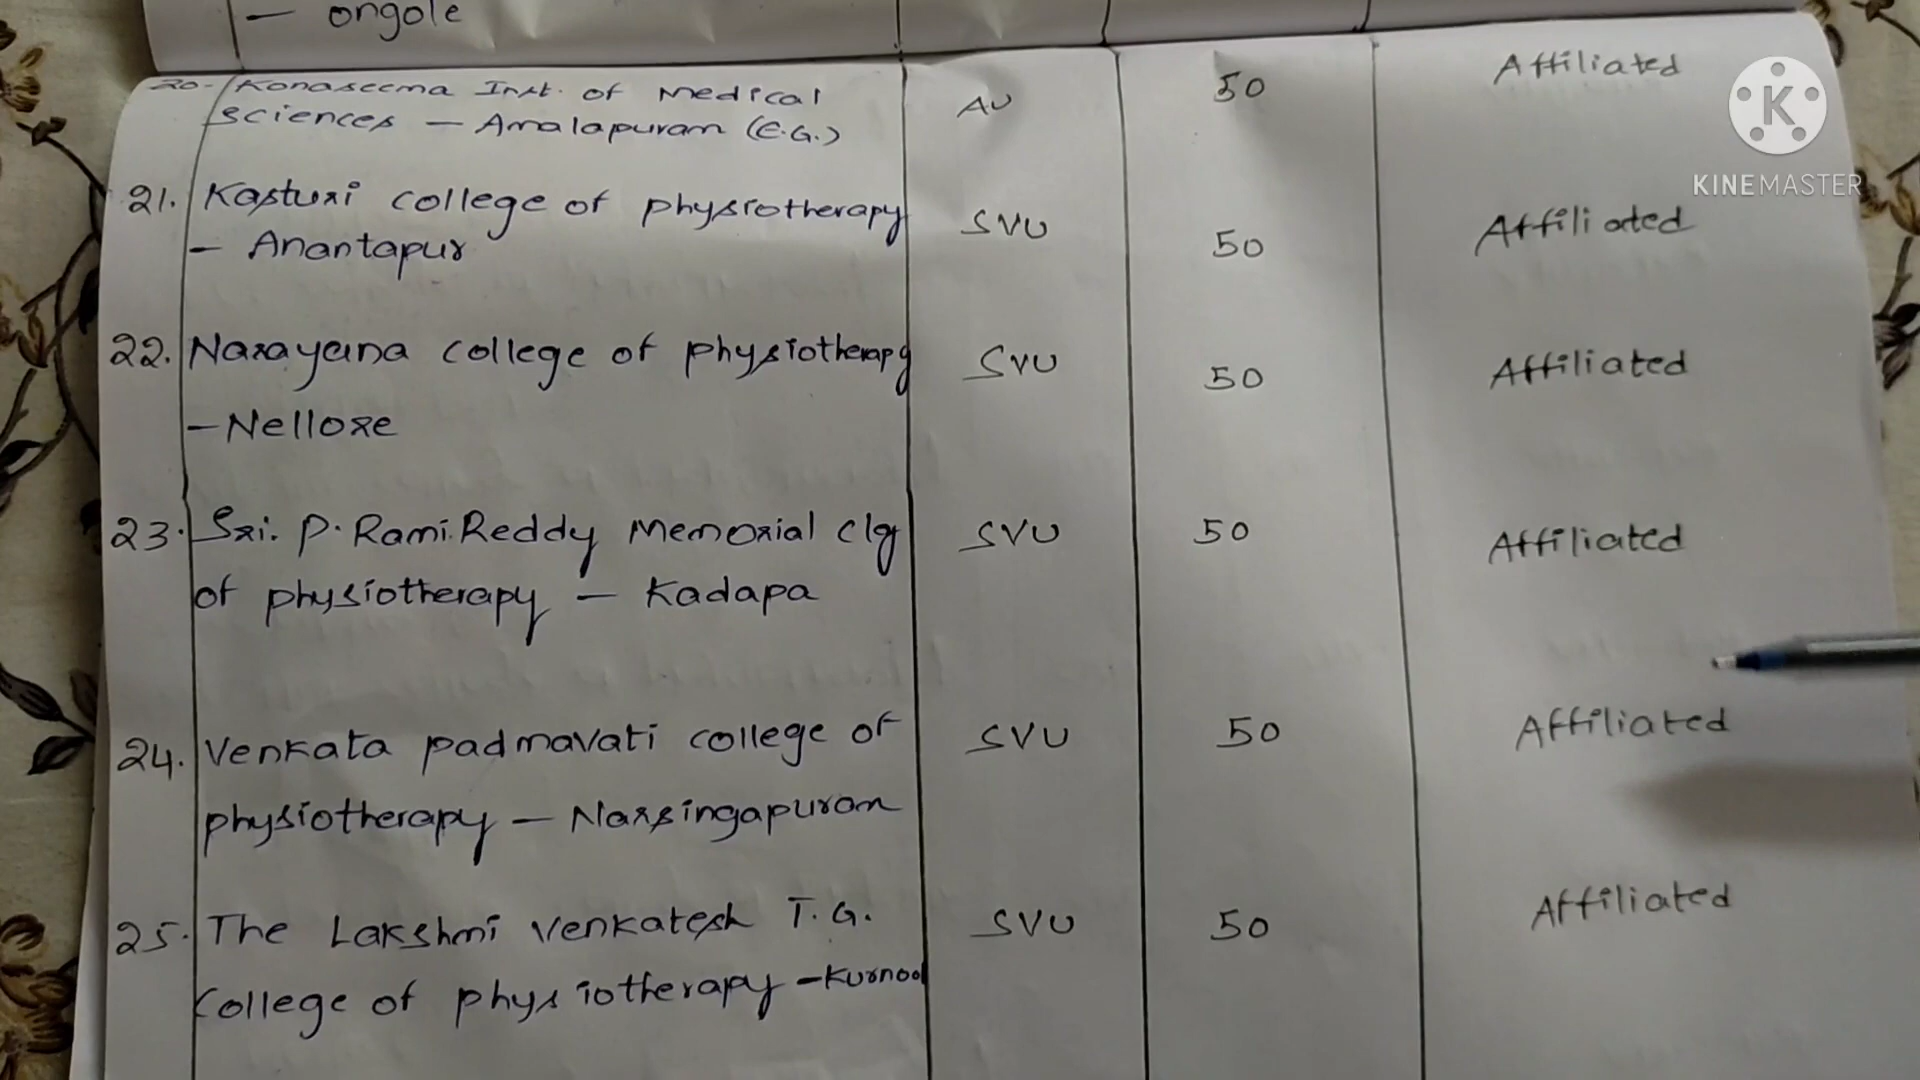 — ongole
20. Konaseema Inst. of Medical AU 50 Affiliated
Sciences — Amalapuram (E.G.)
21. Kasturi college of physiotherapy SVU 50 Affiliated
— Anantapur
22. Narayana college of physiotherapy SVU 50 Affiliated
— Nellore
23. Sri. P. Rami Reddy Memorial clg SVU 50 Affiliated
of physiotherapy — Kadapa
24. Venkata padmavati college of SVU 50 Affiliated
physiotherapy — Narsingapuram
25. The Lakshmi Venkatesh T.G. SVU 50 Affiliated
College of physiotherapy — Kurnool
K
KINEMASTER